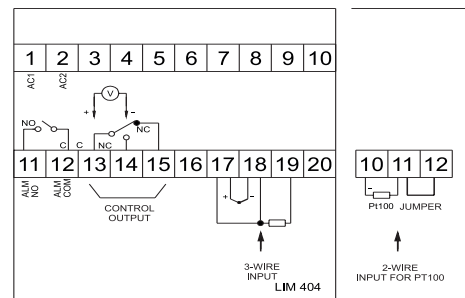 1 2 3 4 5 6 7 8 9 10
AC1 AC2
V
+ -
NO NC
C C NC
11 12 13 14 15 16 17 18 19 20
ALM NO
ALM COM
CONTROL
OUTPUT
+ -
3-WIRE
INPUT
LIM 404
10 11 12
-
Pt100 JUMPER
2-WIRE
INPUT FOR PT100